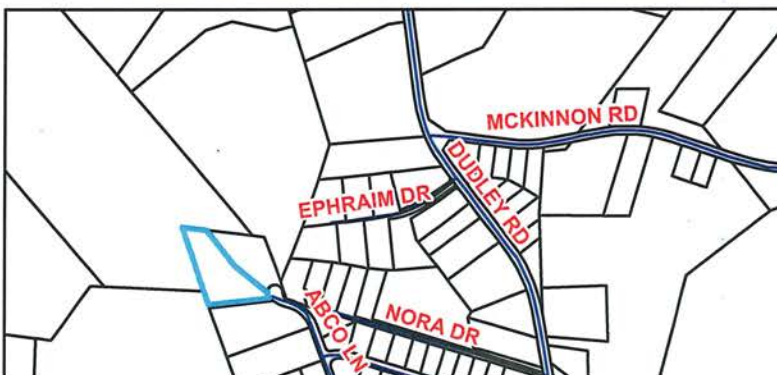 MCKINNON RD
DUDLEY RD
EPHRAIM DR
ABCO LN
NORA DR